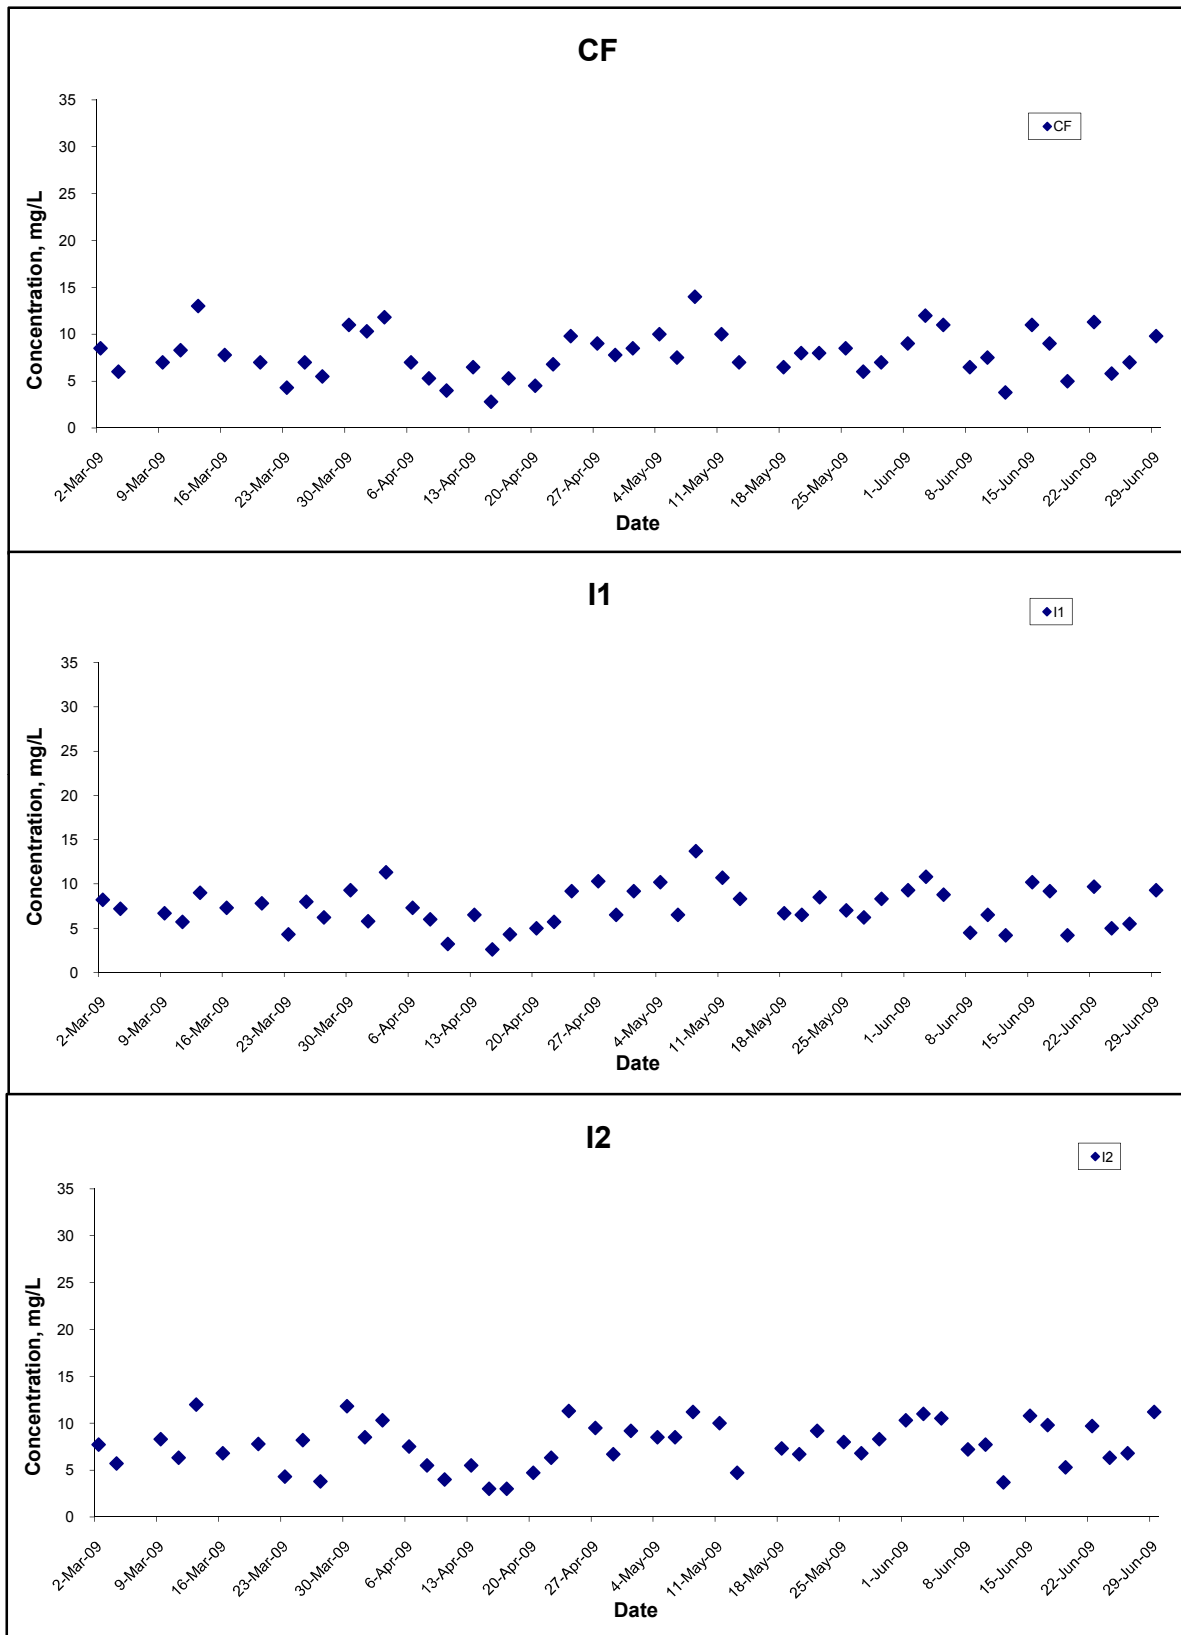 CF
35
30
25
20
15
10
5
0
Concentration, mg/L
CF
2-Mar-09
9-Mar-09
16-Mar-09
23-Mar-09
30-Mar-09
6-Apr-09
13-Apr-09
20-Apr-09
27-Apr-09
4-May-09
11-May-09
18-May-09
25-May-09
1-Jun-09
8-Jun-09
15-Jun-09
22-Jun-09
29-Jun-09
Date
I1
35
30
25
20
15
10
5
0
Concentration, mg/L
I1
2-Mar-09
9-Mar-09
16-Mar-09
23-Mar-09
30-Mar-09
6-Apr-09
13-Apr-09
20-Apr-09
27-Apr-09
4-May-09
11-May-09
18-May-09
25-May-09
1-Jun-09
8-Jun-09
15-Jun-09
22-Jun-09
29-Jun-09
Date
I2
35
30
25
20
15
10
5
0
Concentration, mg/L
I2
2-Mar-09
9-Mar-09
16-Mar-09
23-Mar-09
30-Mar-09
6-Apr-09
13-Apr-09
20-Apr-09
27-Apr-09
4-May-09
11-May-09
18-May-09
25-May-09
1-Jun-09
8-Jun-09
15-Jun-09
22-Jun-09
29-Jun-09
Date